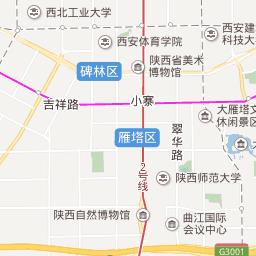 西北工业大学
西安建
科技大
西安体育学院
陕西省美术
博物馆
碑林区
吉祥路
小寨
大雁塔文
休闲景区
雁塔区
翠华路
2号线
陕西师范大学
陕西自然博物馆
曲江国际
会议中心
G3001